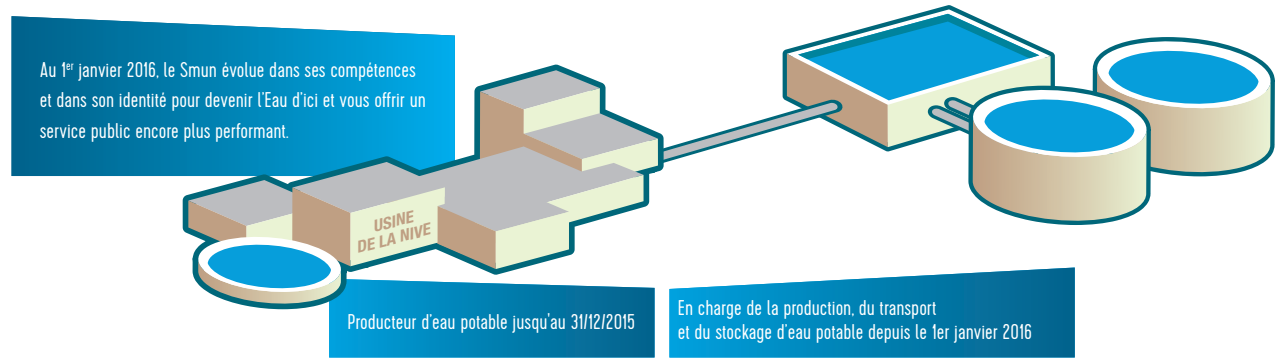 Au 1er janvier 2016, le Smun évolue dans ses compétences
et dans son identité pour devenir l'Eau d'ici et vous offrir un
service public encore plus performant.
USINE
DE LA NIVE
Producteur d'eau potable jusqu'au 31/12/2015
En charge de la production, du transport
et du stockage d'eau potable depuis le 1er janvier 2016